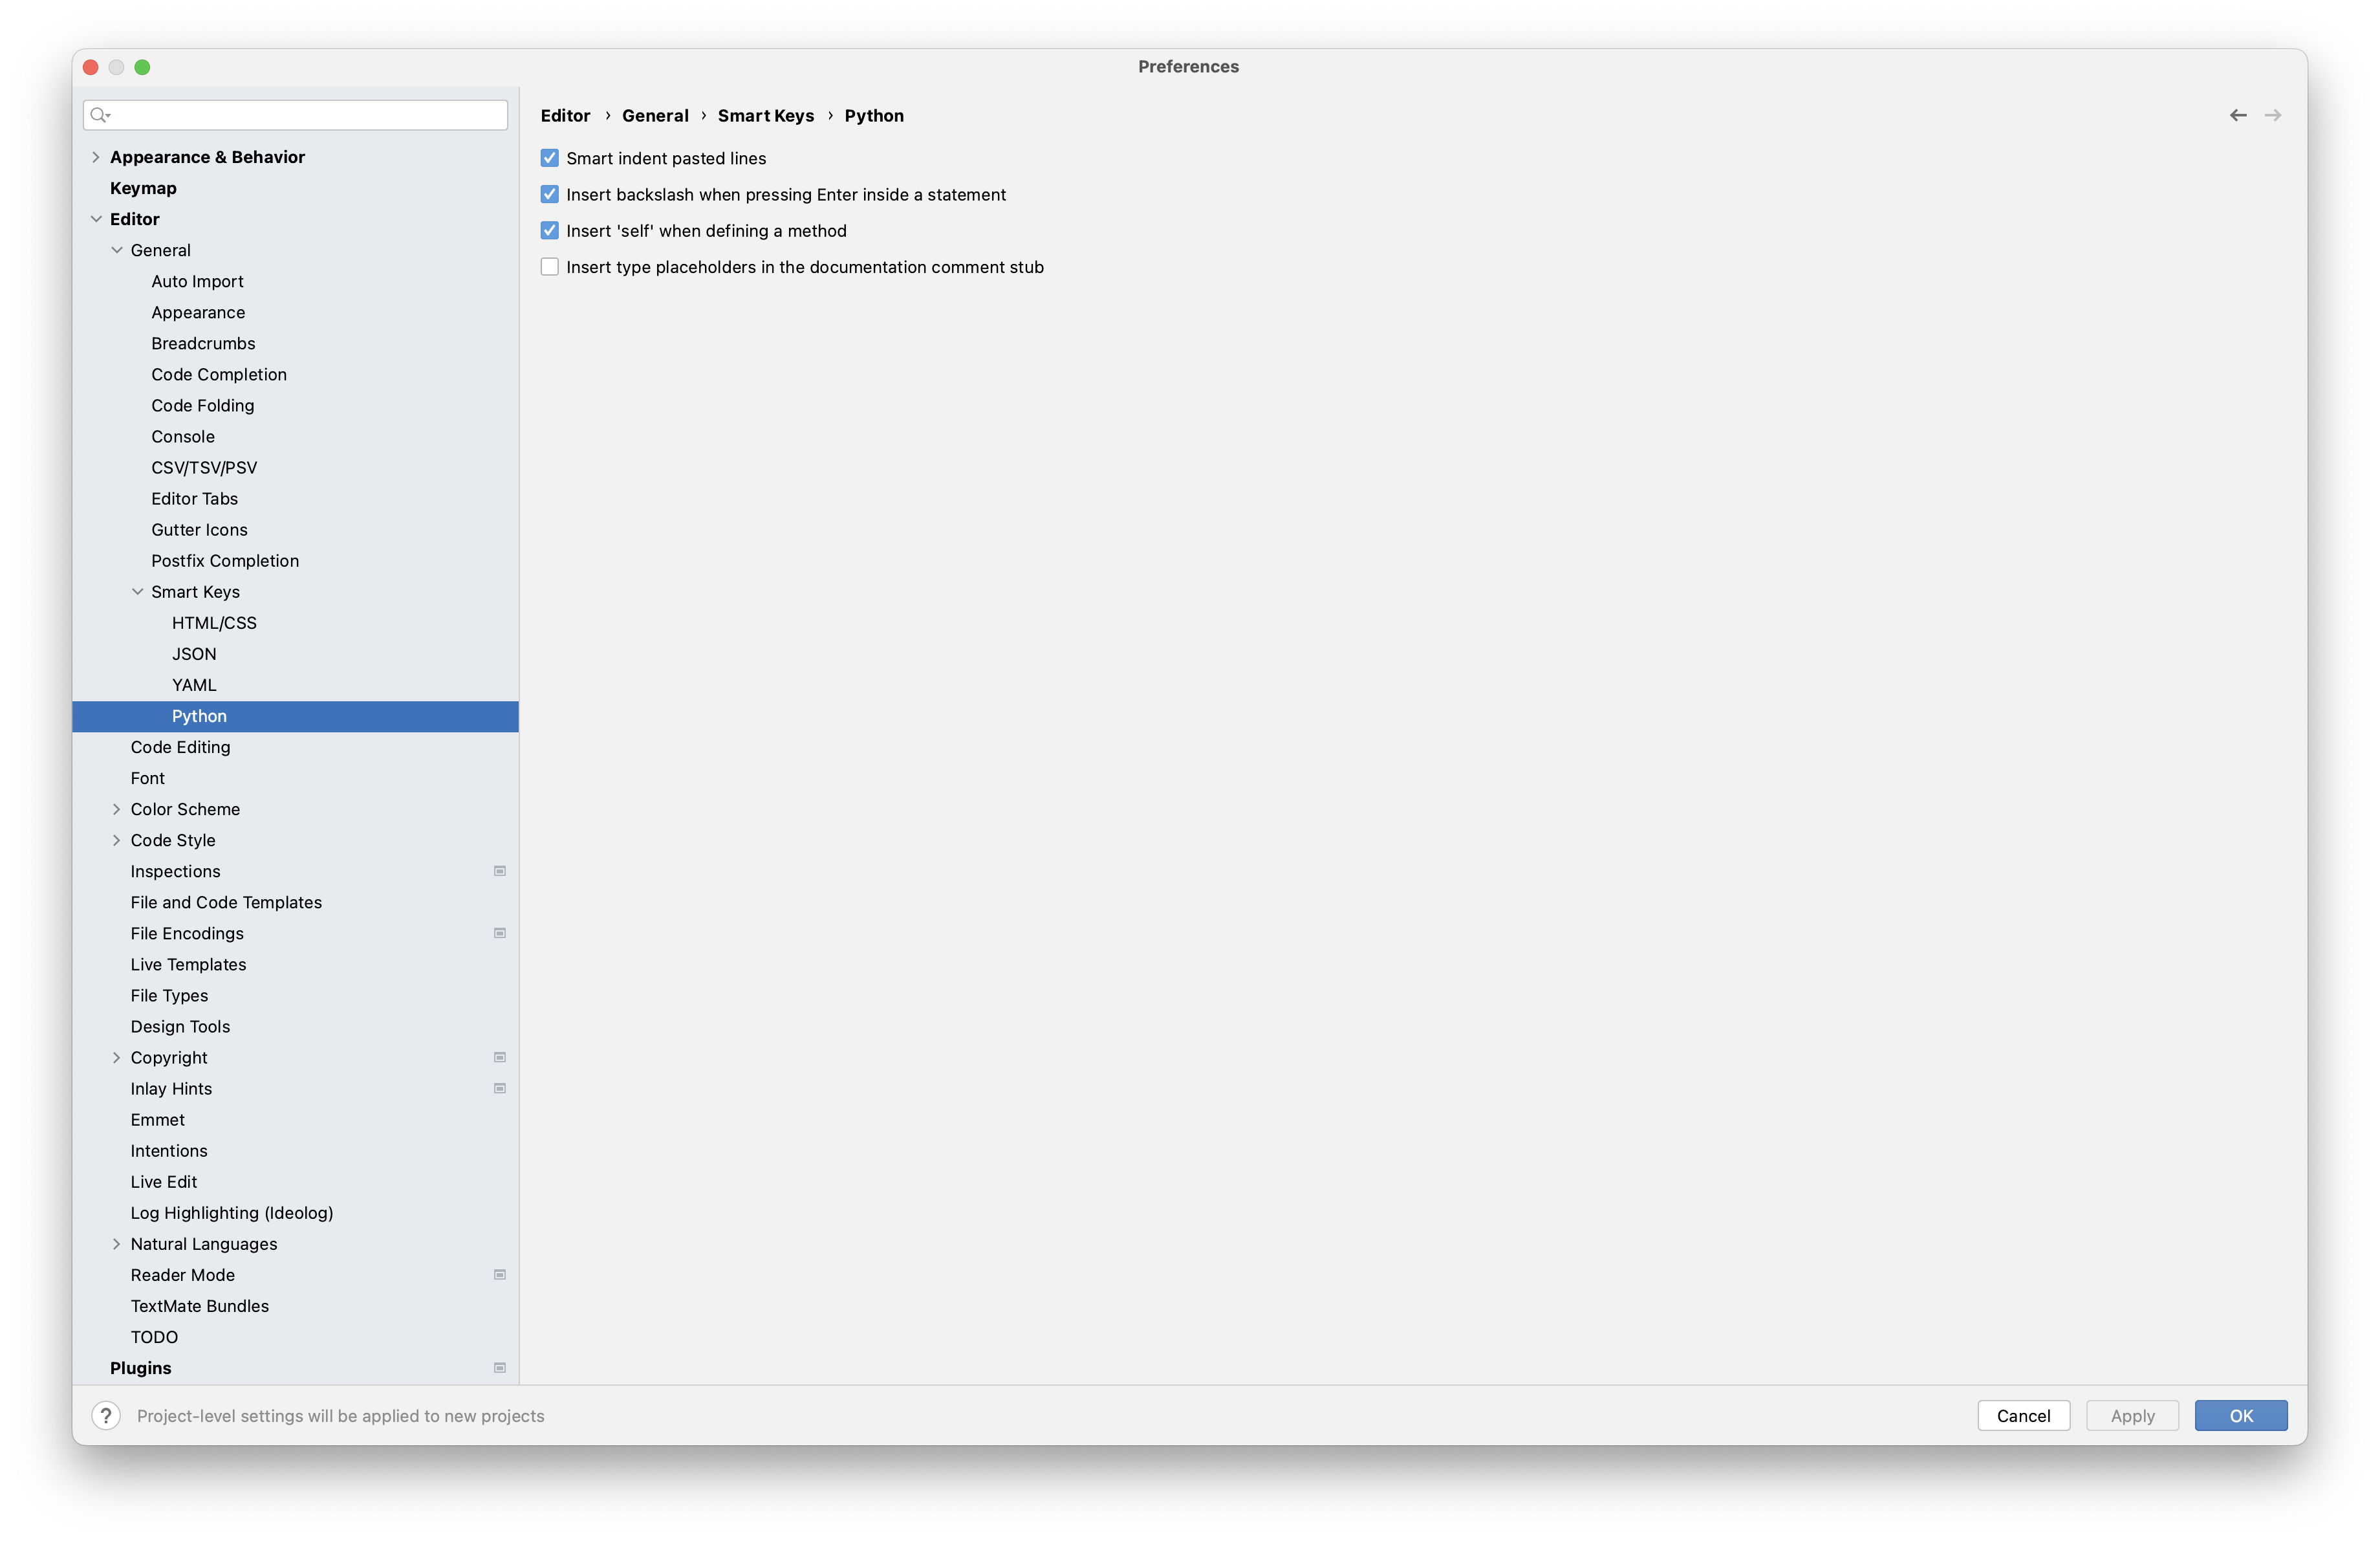 Preferences
Appearance & Behavior
Keymap
Editor
General
Auto Import
Appearance
Breadcrumbs
Code Completion
Code Folding
Console
CSV/TSV/PSV
Editor Tabs
Gutter Icons
Postfix Completion
Smart Keys
HTML/CSS
JSON
YAML
Python
Code Editing
Font
Color Scheme
Code Style
Inspections
File and Code Templates
File Encodings
Live Templates
File Types
Design Tools
Copyright
Inlay Hints
Emmet
Intentions
Live Edit
Log Highlighting (Ideolog)
Natural Languages
Reader Mode
TextMate Bundles
TODO
Plugins
Editor › General › Smart Keys › Python
Smart indent pasted lines
Insert backslash when pressing Enter inside a statement
Insert 'self' when defining a method
Insert type placeholders in the documentation comment stub
? Project-level settings will be applied to new projects
Cancel Apply OK